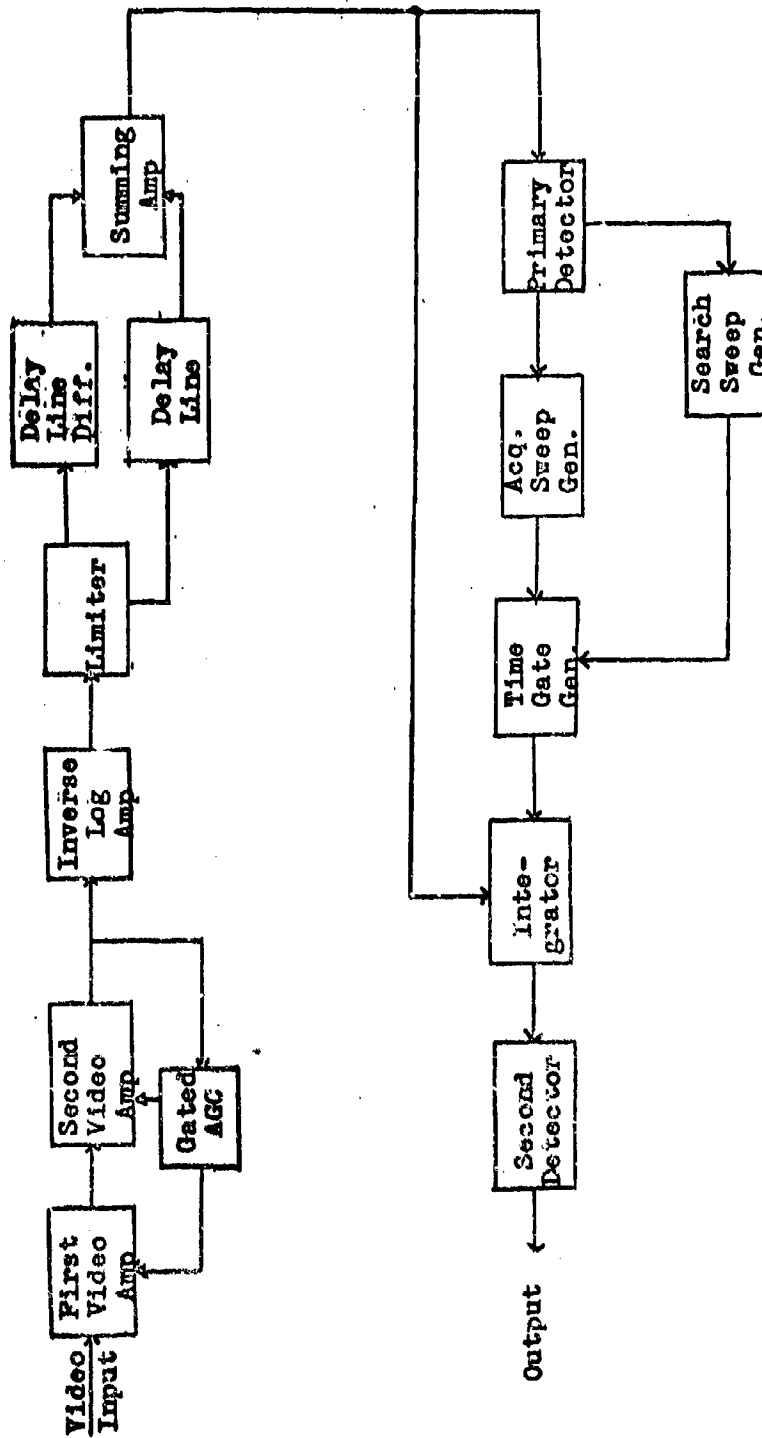 Video
Input
First
Video
Amp
Second
Video
Amp
Gated
AGC
Inverse
Log
Amp
Limiter
Delay
Line
Diff.
Delay
Line
Summing
Amp
Primary
Detector
Search
Sweep
Gen.
Acq.
Sweep
Gen.
Time
Gate
Gen.
Inte-
grator
Second
Detector
Output